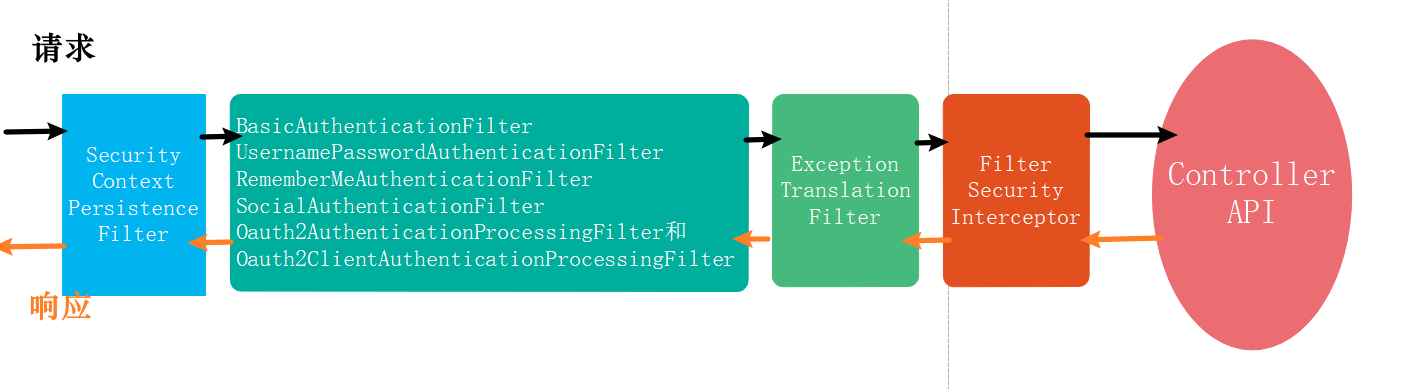 请求
Security
Context
Persistence
Filter
BasicAuthenticationFilter
UsernamePasswordAuthenticationFilter
RememberMeAuthenticationFilter
SocialAuthenticationFilter
Oauth2AuthenticationProcessingFilter和
Oauth2ClientAuthenticationProcessingFilter
Exception
Translation
Filter
Filter
Security
Interceptor
Controller
API
响应